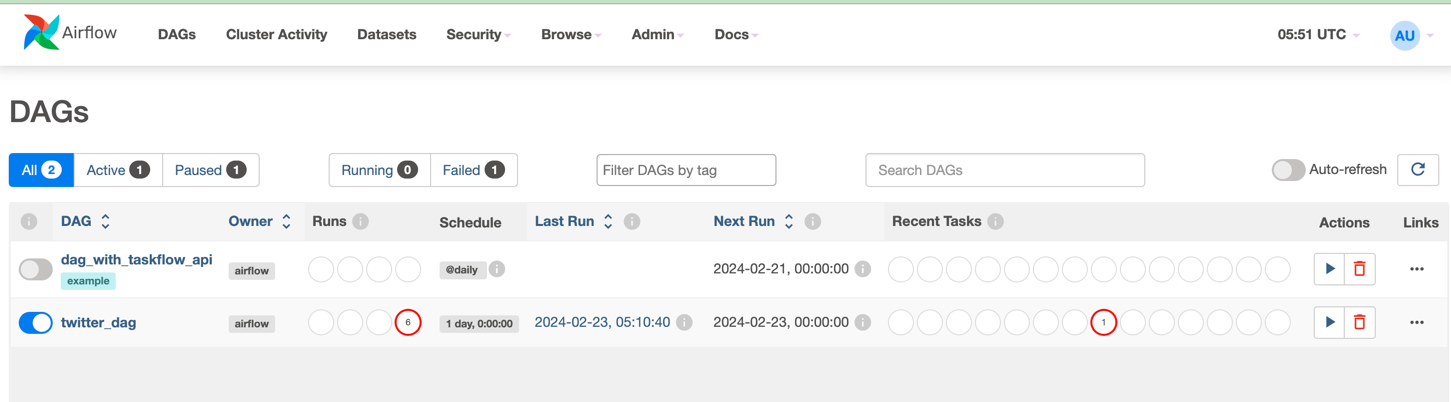 Airflow DAGs Cluster Activity Datasets Security Browse Admin Docs 05:51 UTC AU
DAGs
All 2 Active 1 Paused 1 Running 0 Failed 1 Filter DAGs by tag Search DAGs Auto-refresh
i DAG Owner Runs i Schedule Last Run i Next Run i Recent Tasks i Actions Links
dag_with_taskflow_api airflow @daily i 2024-02-21, 00:00:00 i
example
twitter_dag airflow 6 1 day, 0:00:00 2024-02-23, 05:10:40 i 2024-02-23, 00:00:00 i 1